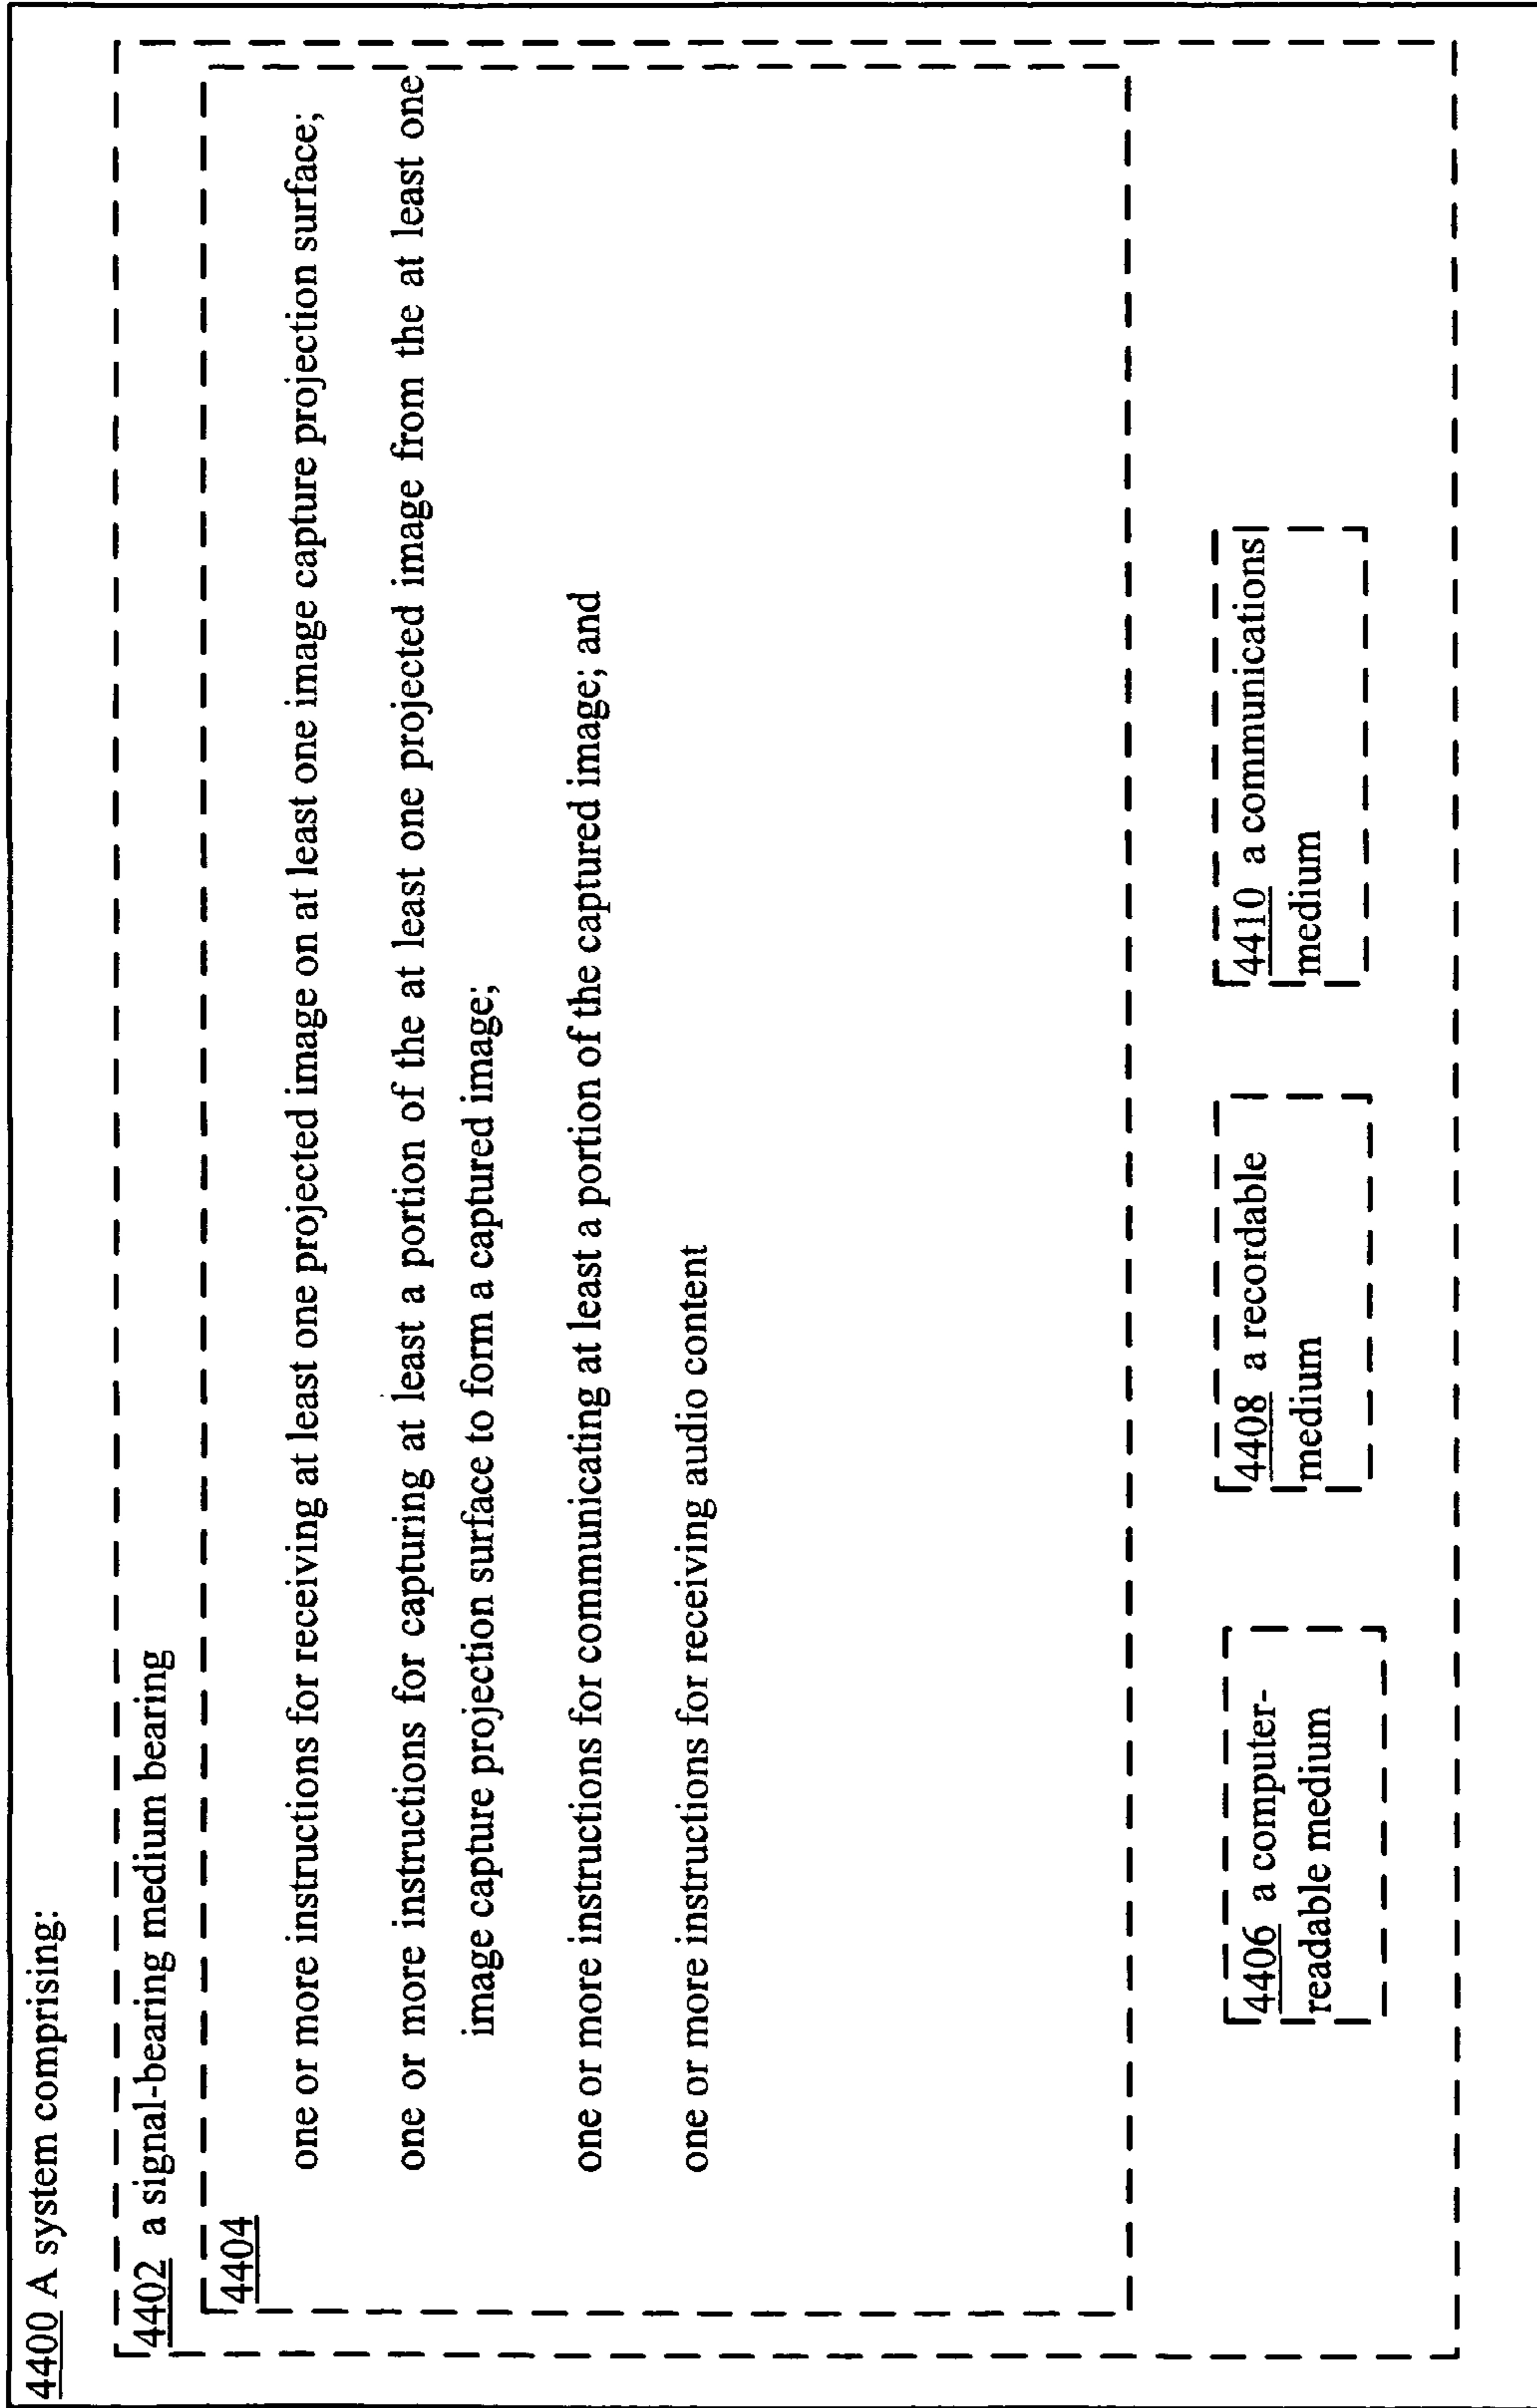 4400 A system comprising:
4402 a signal-bearing medium bearing
4404
one or more instructions for receiving at least one projected image on at least one image capture projection surface;
one or more instructions for capturing at least a portion of the at least one projected image from the at least one
image capture projection surface to form a captured image;
one or more instructions for communicating at least a portion of the captured image; and
one or more instructions for receiving audio content
4406 a computer-
readable medium
4408 a recordable
medium
4410 a communications
medium